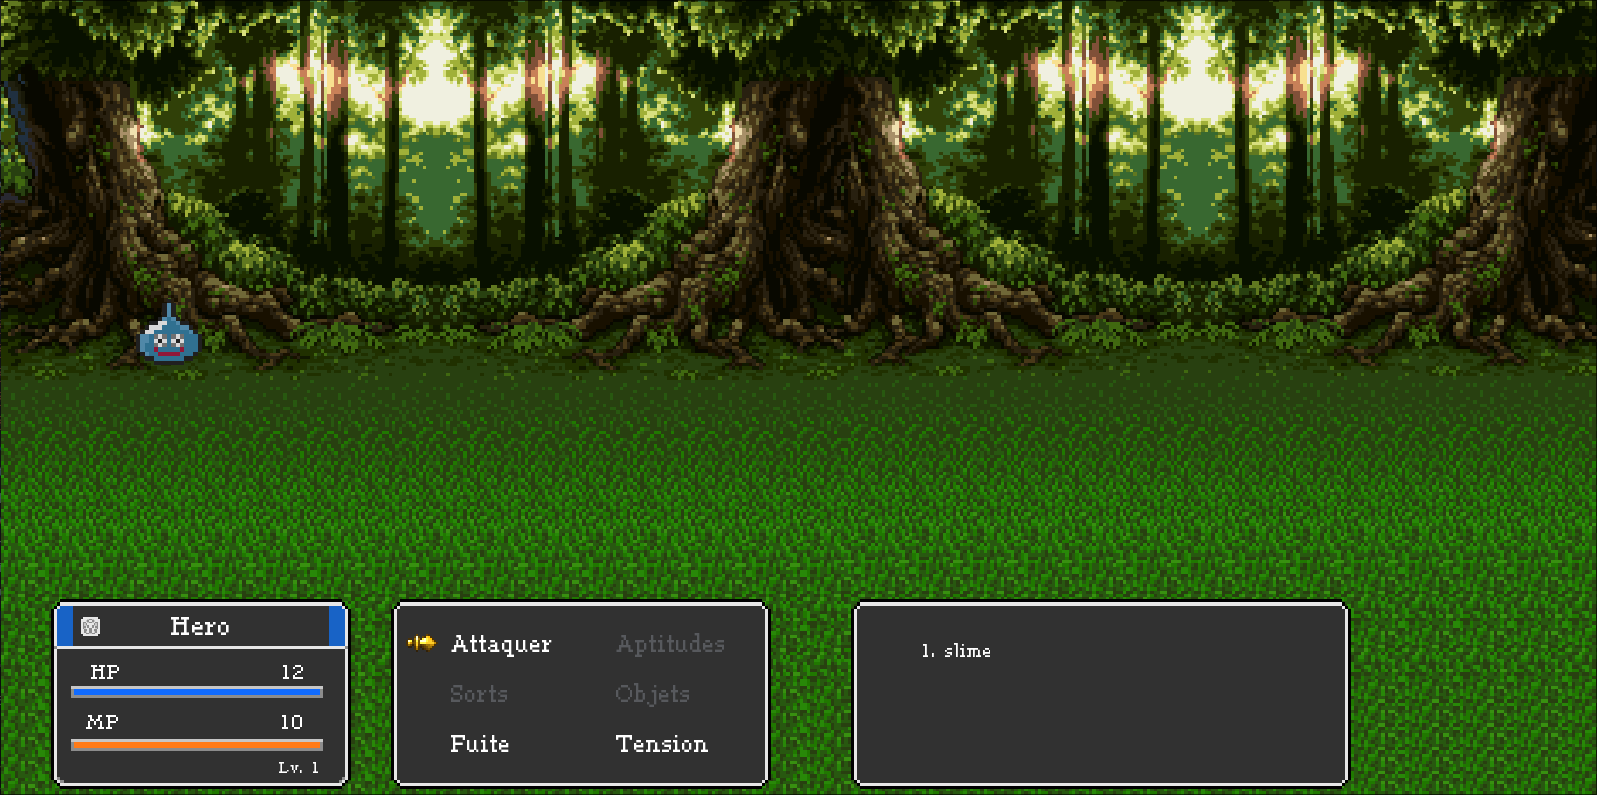 Hero
HP 12
MP 10
Lv. 1
Attaquer Aptitudes
Sorts Objets
Fuite Tension
1. slime